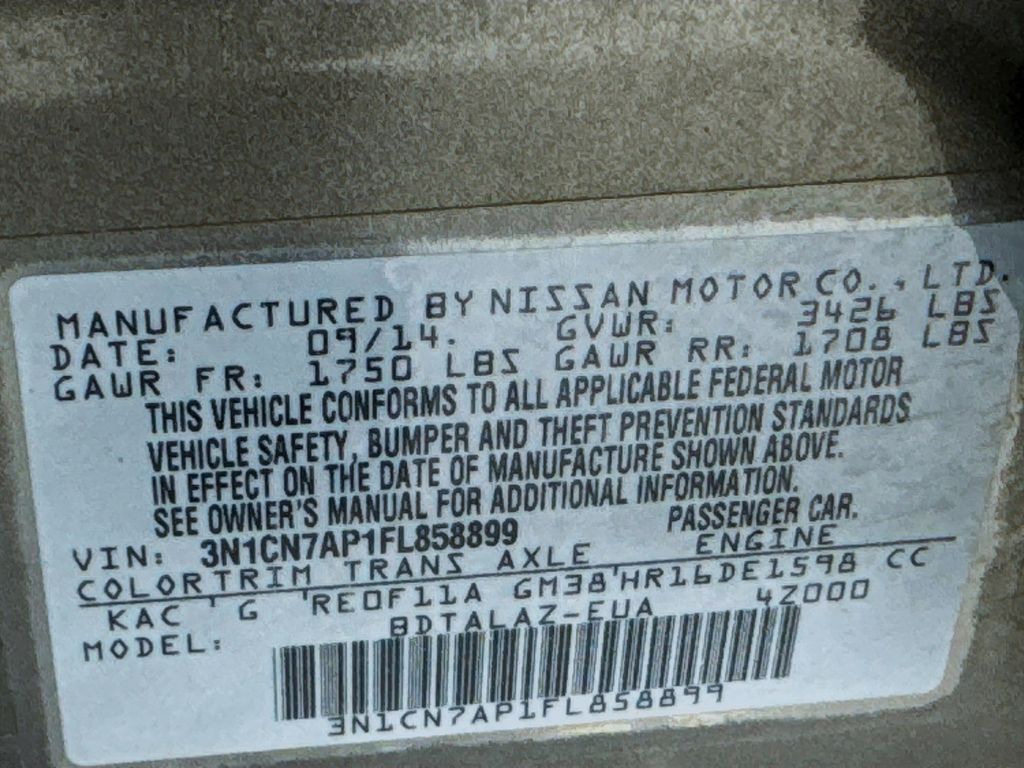 MANUFACTURED BY NISSAN MOTOR CO., LTD.
DATE: 09/14. GVWR: 3426 LBS
GAWR FR: 1750 LBS GAWR RR: 1708 LBS
THIS VEHICLE CONFORMS TO ALL APPLICABLE FEDERAL MOTOR
VEHICLE SAFETY, BUMPER AND THEFT PREVENTION STANDARDS
IN EFFECT ON THE DATE OF MANUFACTURE SHOWN ABOVE.
SEE OWNER'S MANUAL FOR ADDITIONAL INFORMATION.
VIN: 3N1CN7AP1FL858899 PASSENGER CAR.
COLOR TRIM TRANS AXLE ENGINE
KAC ' G 'RE0F11A GM38'HR16DE1598 CC
MODEL: BDTALAZ-EUA 4Z000
3N1CN7AP1FL858899